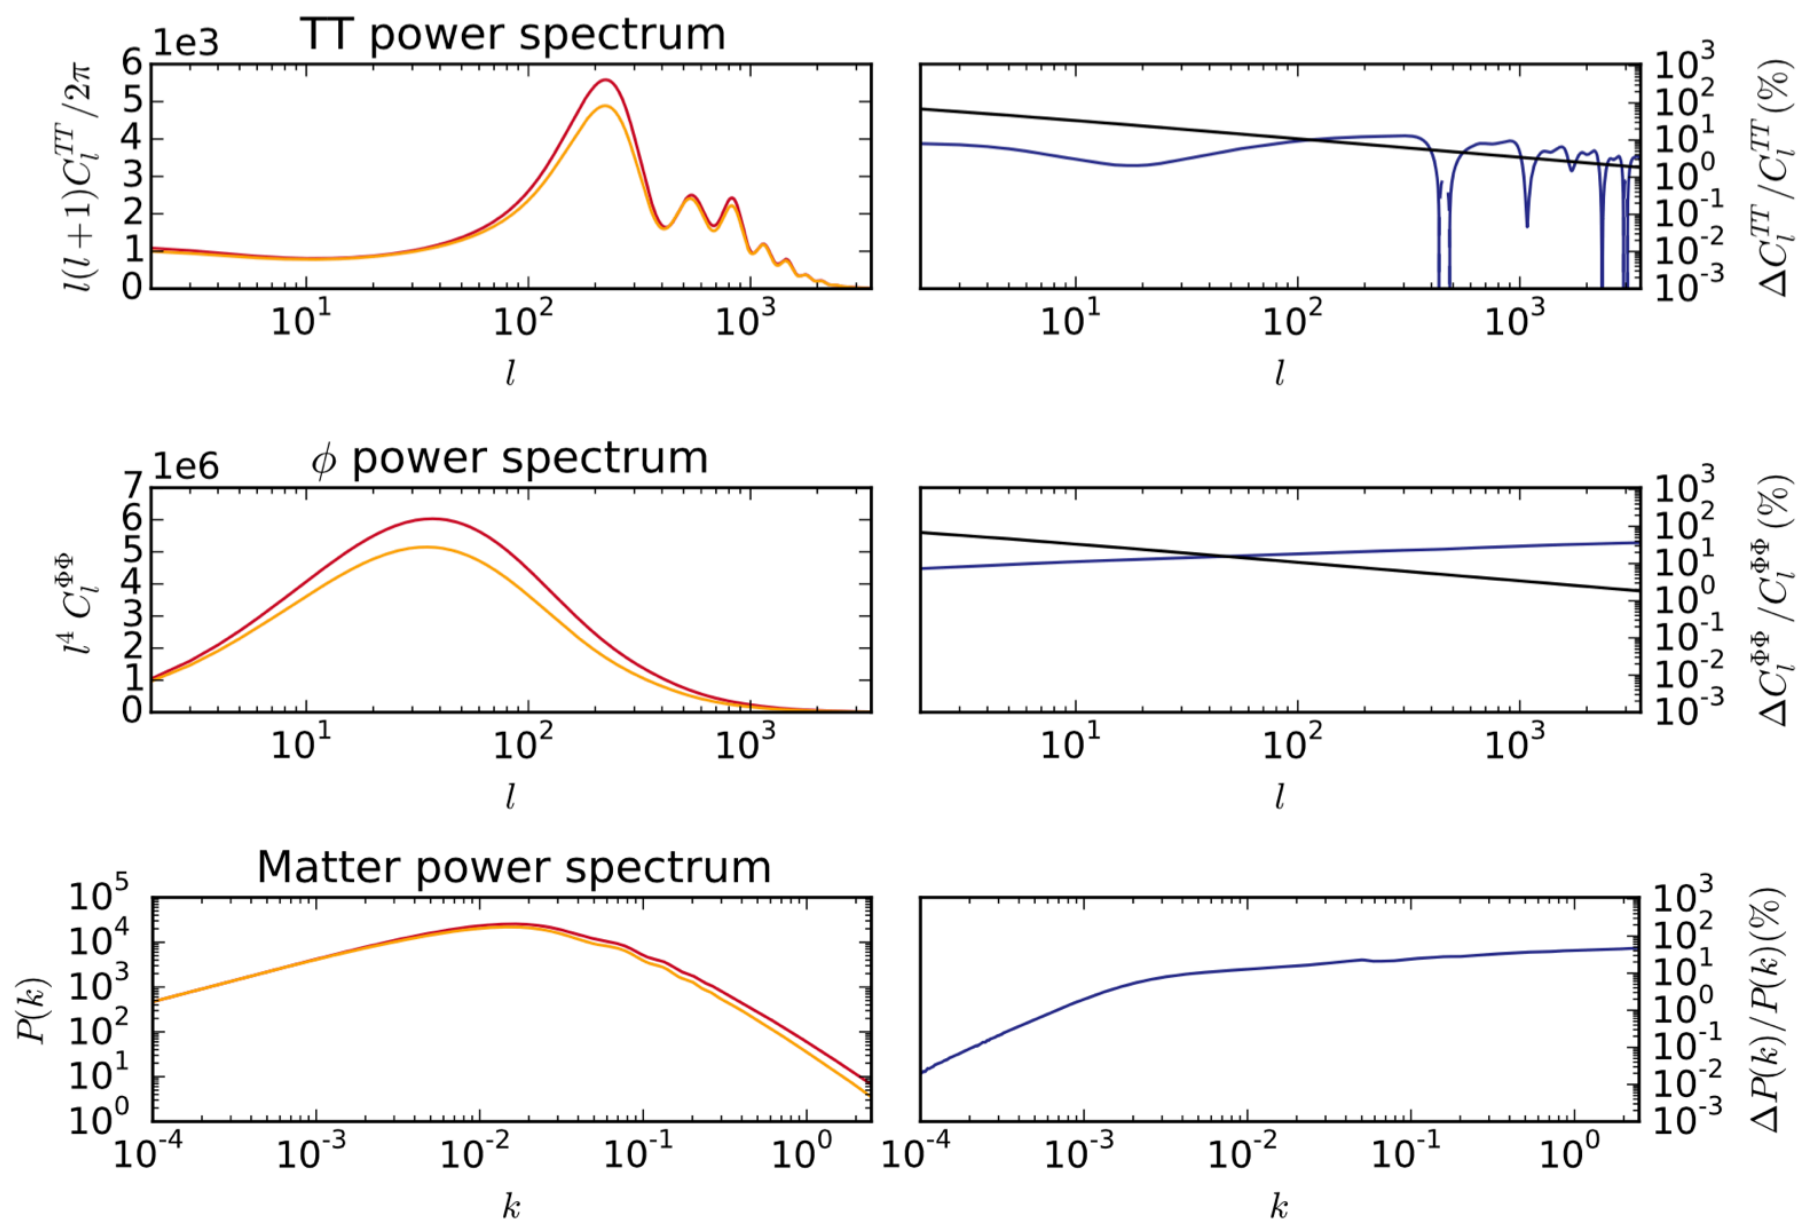 TT power spectrum
1e3
l(l+1)C_l^{TT}/2π
6
5
4
3
2
1
0
10^1 10^2 10^3
l
10^1 10^2 10^3
l
10^3
10^2
10^1
10^0
10^-1
10^-2
10^-3
ΔC_l^{TT}/C_l^{TT}(%)
ϕ power spectrum
1e6
l^4 C_l^{ΦΦ}
7
6
5
4
3
2
1
0
10^1 10^2 10^3
l
10^1 10^2 10^3
l
10^3
10^2
10^1
10^0
10^-1
10^-2
10^-3
ΔC_l^{ΦΦ}/C_l^{ΦΦ}(%)
Matter power spectrum
P(k)
10^5
10^4
10^3
10^2
10^1
10^0
10^-4 10^-3 10^-2 10^-1 10^0
k
10^-4 10^-3 10^-2 10^-1 10^0
k
10^3
10^2
10^1
10^0
10^-1
10^-2
10^-3
ΔP(k)/P(k)(%)